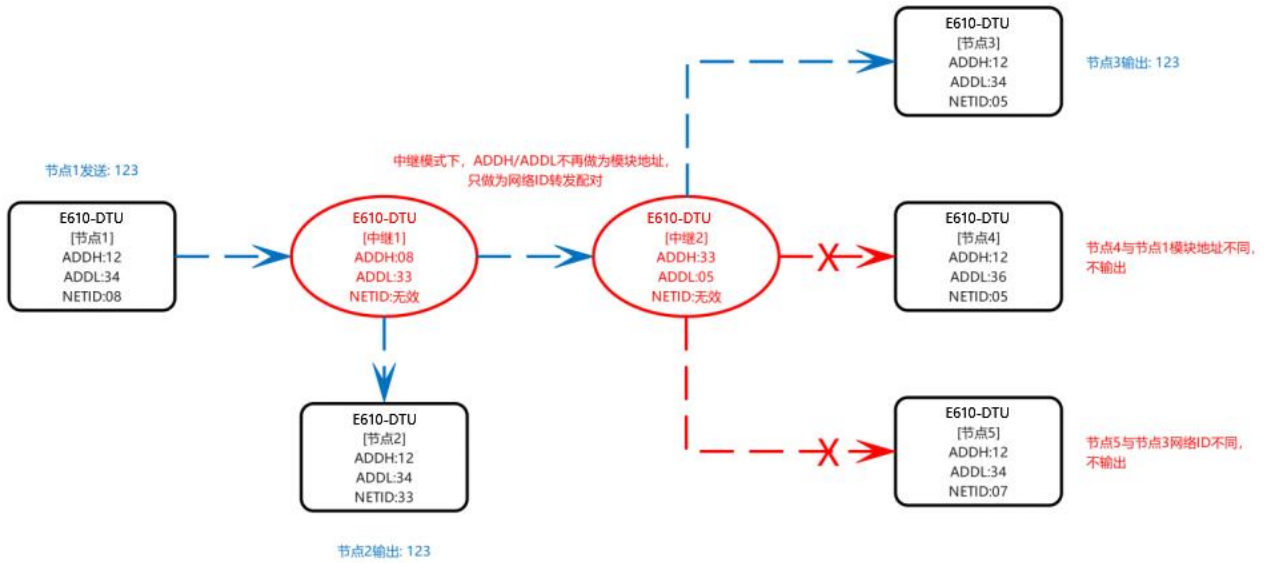 节点1发送: 123
E610-DTU
[节点1]
ADDH:12
ADDL:34
NETID:08
E610-DTU
[中继1]
ADDH:08
ADDL:33
NETID:无效
E610-DTU
[节点2]
ADDH:12
ADDL:34
NETID:33
节点2输出: 123
中继模式下，ADDH/ADDL不再做为模块地址，
只做为网络ID转发配对
E610-DTU
[中继2]
ADDH:33
ADDL:05
NETID:无效
E610-DTU
[节点3]
ADDH:12
ADDL:34
NETID:05
节点3输出: 123
E610-DTU
[节点4]
ADDH:12
ADDL:36
NETID:05
节点4与节点1模块地址不同，
不输出
E610-DTU
[节点5]
ADDH:12
ADDL:34
NETID:07
节点5与节点3网络ID不同，
不输出